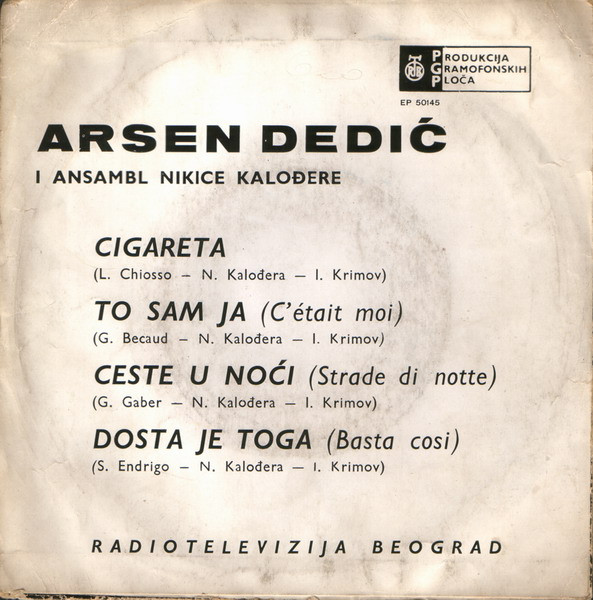 PRODUKCIJA
GRAMOFONSKIH
PLOČA
RTB
EP 50145
ARSEN DEDIĆ
I ANSAMBL NIKICE KALOĐERE
CIGARETA
(L. Chiosso — N. Kalođera — I. Krimov)
TO SAM JA (C'était moi)
(G. Becaud — N. Kalođera — I. Krimov)
CESTE U NOĆI (Strade di notte)
(G. Gaber — N. Kalođera — I. Krimov)
DOSTA JE TOGA (Basta cosi)
(S. Endrigo — N. Kalođera — I. Krimov)
RADIOTELEVIZIJA BEOGRAD